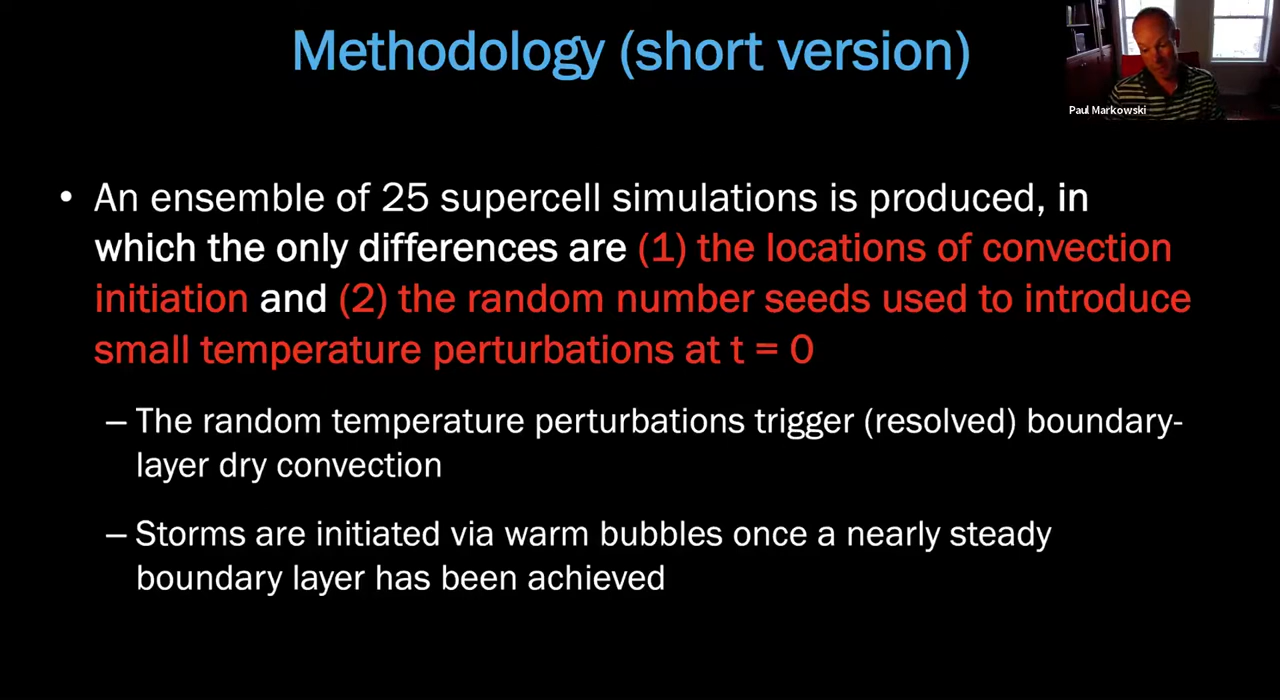 Methodology (short version)
Paul Markowski
• An ensemble of 25 supercell simulations is produced, in
which the only differences are (1) the locations of convection
initiation and (2) the random number seeds used to introduce
small temperature perturbations at t = 0
– The random temperature perturbations trigger (resolved) boundary-
layer dry convection
– Storms are initiated via warm bubbles once a nearly steady
boundary layer has been achieved